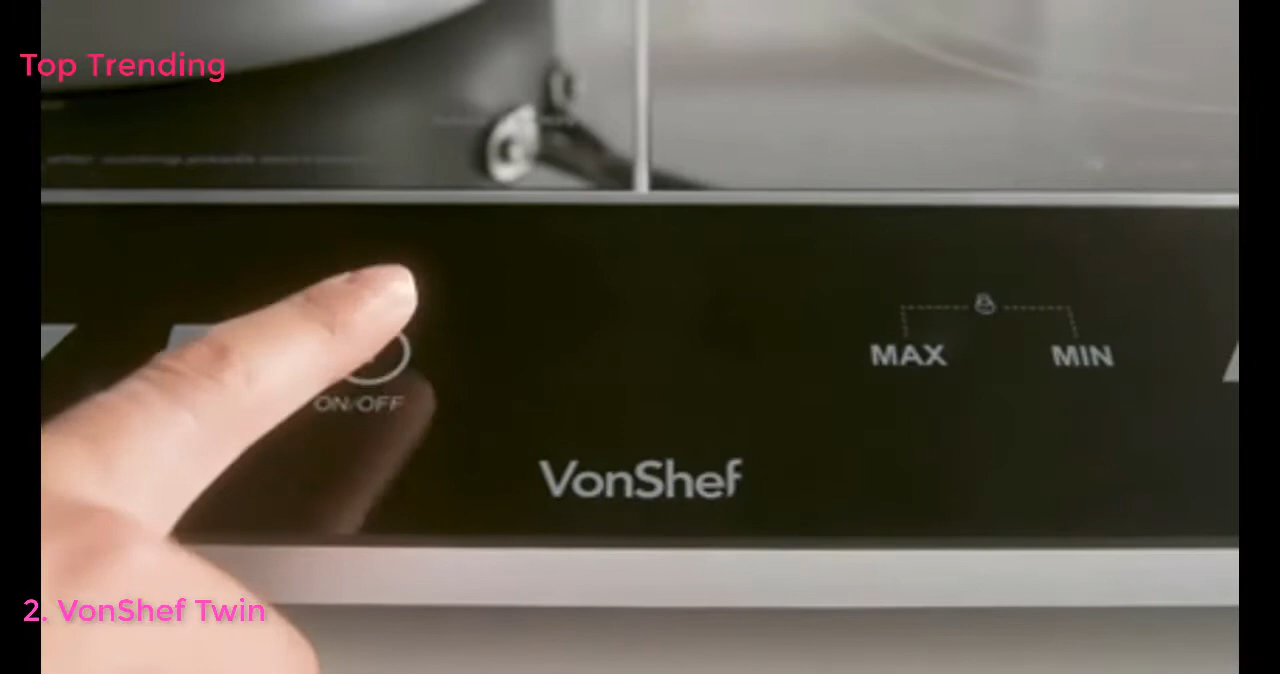 Top Trending
MAX MIN
ON/OFF
VonShef
2. VonShef Twin